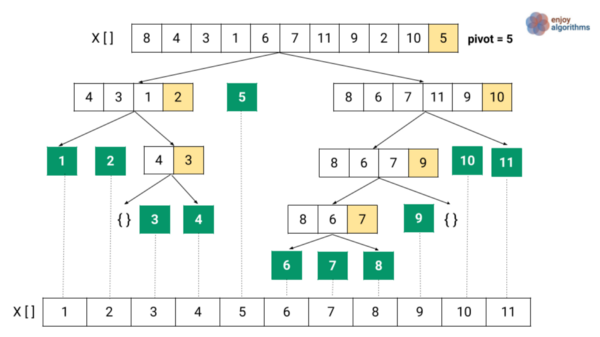 enjoy
algorithms
X [ ] 8 4 3 1 6 7 11 9 2 10 5 pivot = 5
4 3 1 2 5 8 6 7 11 9 10
1 2 4 3 8 6 7 9 10 11
{ } 3 4 8 6 7 9 { }
6 7 8
X [ ] 1 2 3 4 5 6 7 8 9 10 11